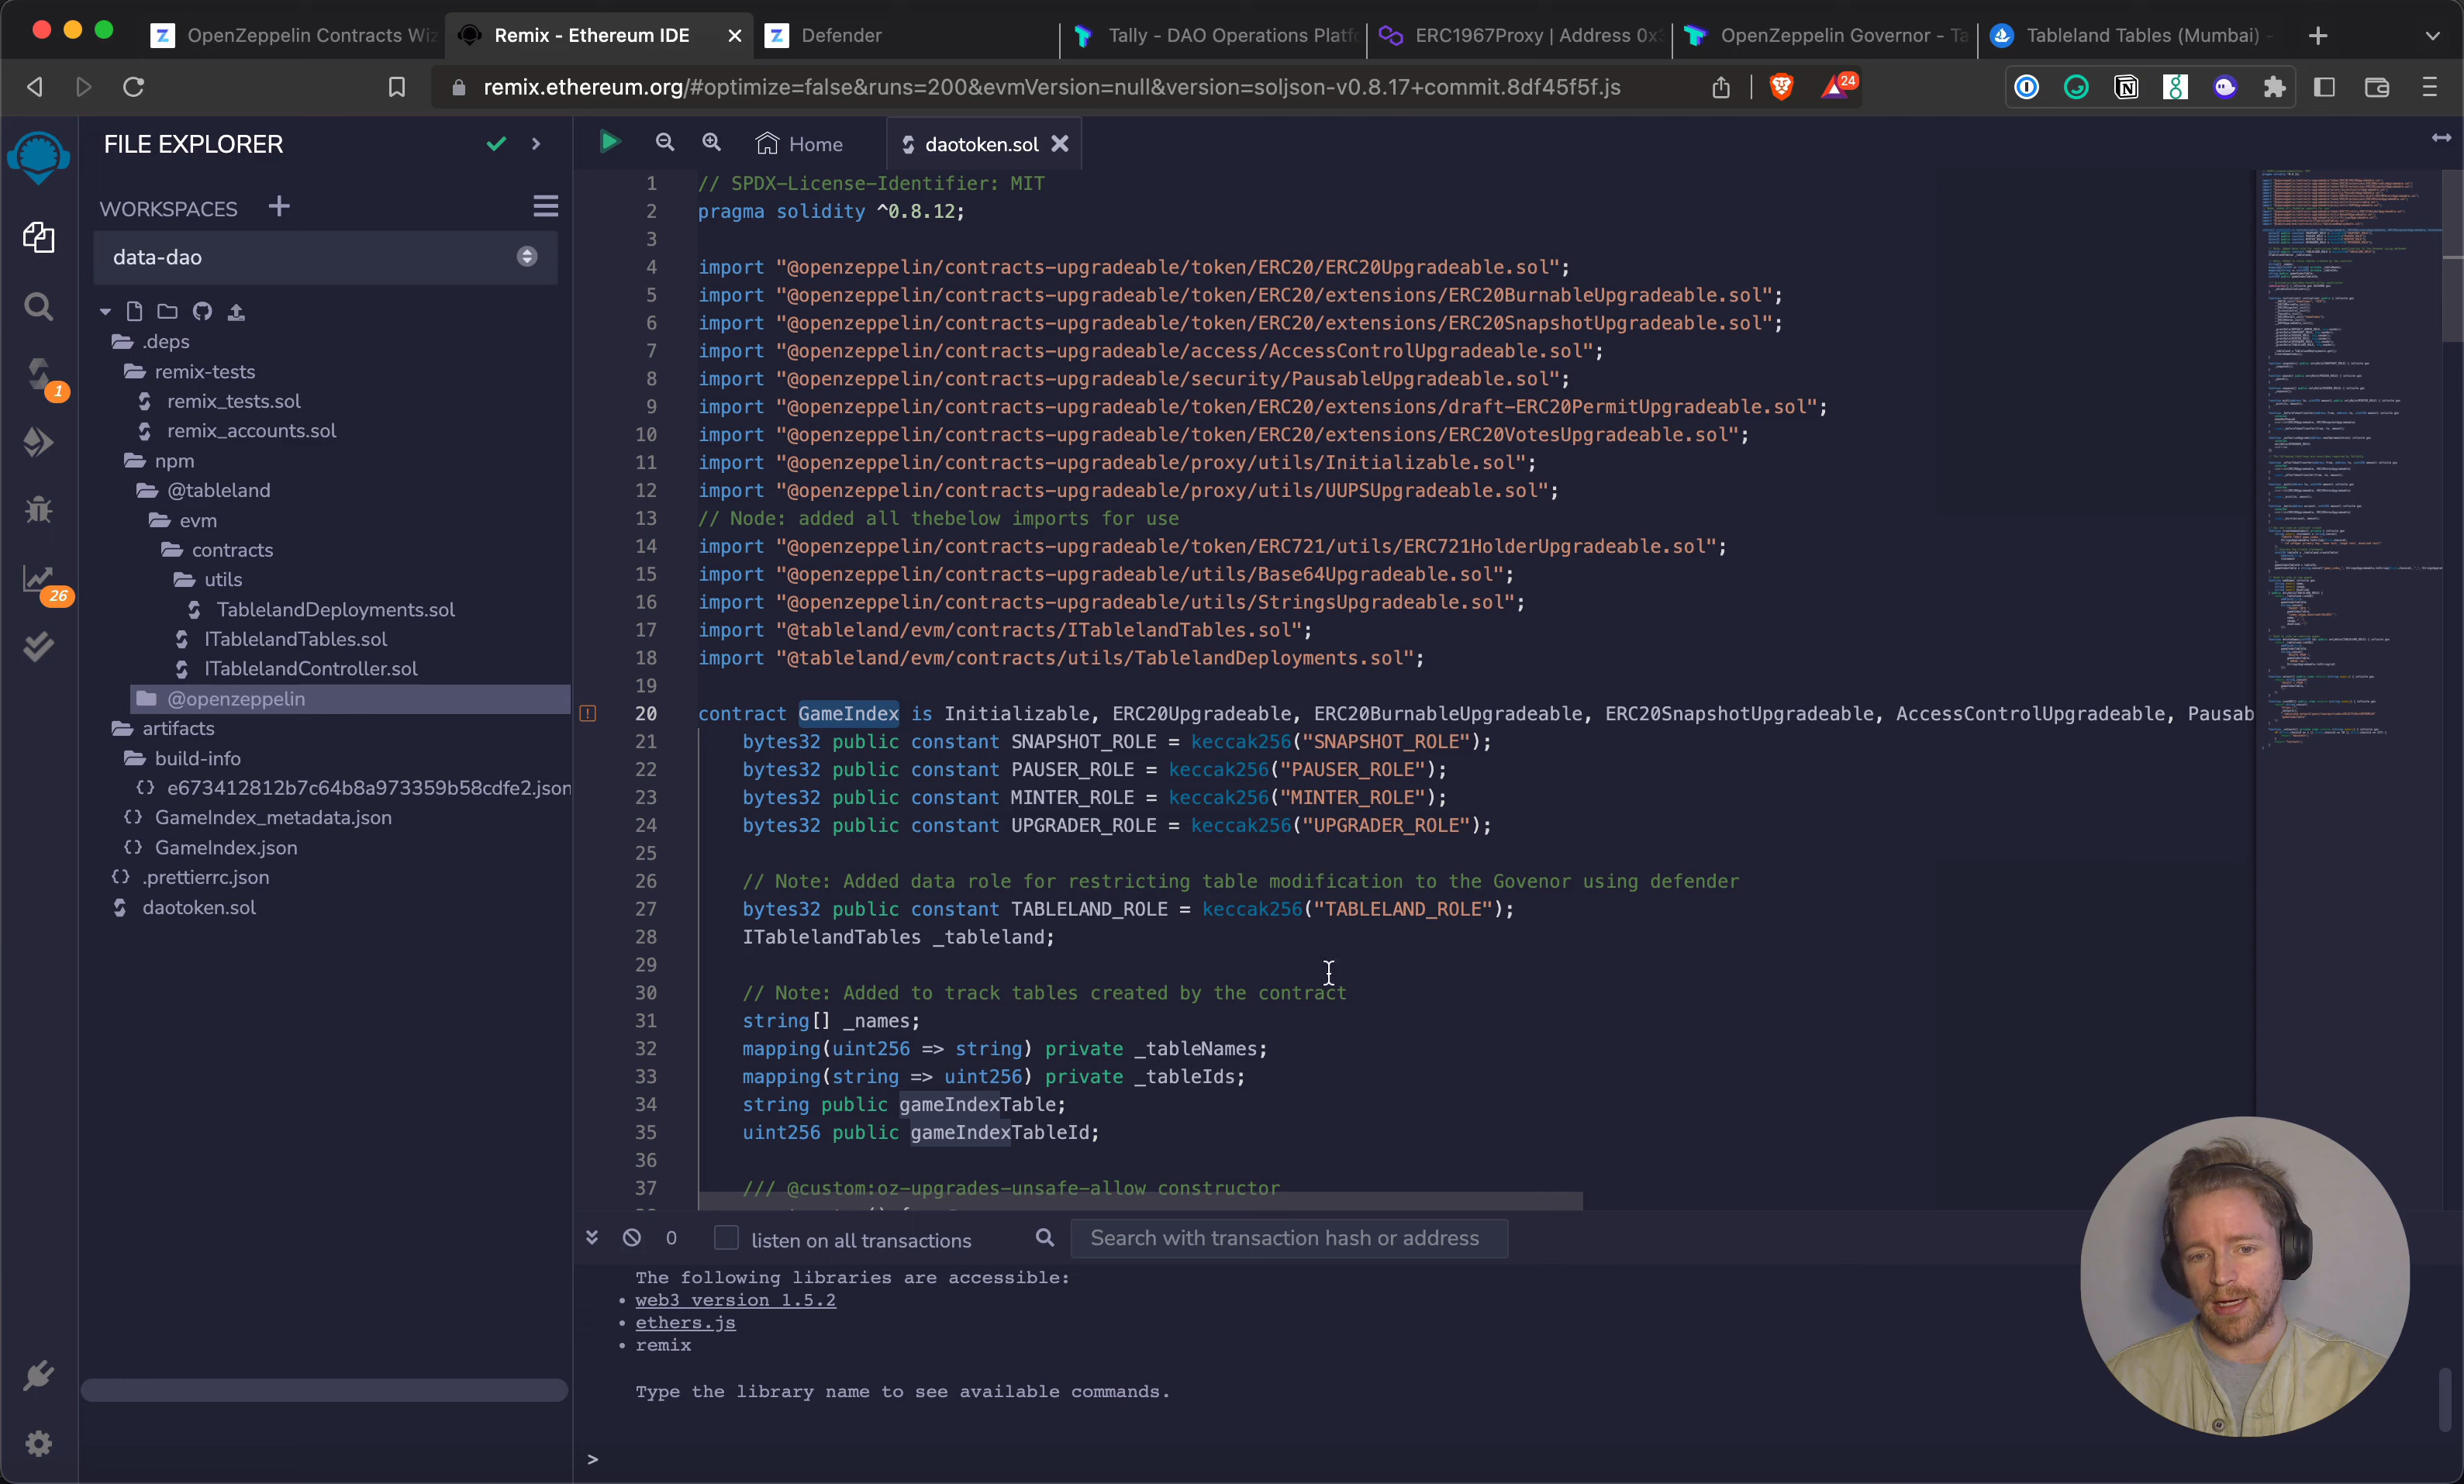 OpenZeppelin Contracts Wiz
Remix - Ethereum IDE
Defender
Tally - DAO Operations Platf
ERC1967Proxy | Address 0x3
OpenZeppelin Governor - Ta
Tableland Tables (Mumbai) -
remix.ethereum.org/#optimize=false&runs=200&evmVersion=null&version=soljson-v0.8.17+commit.8df45f5f.js
24
FILE EXPLORER
WORKSPACES
data-dao
.deps
remix-tests
remix_tests.sol
remix_accounts.sol
npm
@tableland
evm
contracts
utils
TablelandDeployments.sol
ITablelandTables.sol
ITablelandController.sol
@openzeppelin
artifacts
build-info
e673412812b7c64b8a973359b58cdfe2.json
GameIndex_metadata.json
GameIndex.json
.prettierrc.json
daotoken.sol
1
26
Home
daotoken.sol
1 // SPDX-License-Identifier: MIT
2 pragma solidity ^0.8.12;
3
4 import "@openzeppelin/contracts-upgradeable/token/ERC20/ERC20Upgradeable.sol";
5 import "@openzeppelin/contracts-upgradeable/token/ERC20/extensions/ERC20BurnableUpgradeable.sol";
6 import "@openzeppelin/contracts-upgradeable/token/ERC20/extensions/ERC20SnapshotUpgradeable.sol";
7 import "@openzeppelin/contracts-upgradeable/access/AccessControlUpgradeable.sol";
8 import "@openzeppelin/contracts-upgradeable/security/PausableUpgradeable.sol";
9 import "@openzeppelin/contracts-upgradeable/token/ERC20/extensions/draft-ERC20PermitUpgradeable.sol";
10 import "@openzeppelin/contracts-upgradeable/token/ERC20/extensions/ERC20VotesUpgradeable.sol";
11 import "@openzeppelin/contracts-upgradeable/proxy/utils/Initializable.sol";
12 import "@openzeppelin/contracts-upgradeable/proxy/utils/UUPSUpgradeable.sol";
13 // Node: added all thebelow imports for use
14 import "@openzeppelin/contracts-upgradeable/token/ERC721/utils/ERC721HolderUpgradeable.sol";
15 import "@openzeppelin/contracts-upgradeable/utils/Base64Upgradeable.sol";
16 import "@openzeppelin/contracts-upgradeable/utils/StringsUpgradeable.sol";
17 import "@tableland/evm/contracts/ITablelandTables.sol";
18 import "@tableland/evm/contracts/utils/TablelandDeployments.sol";
19
20 contract GameIndex is Initializable, ERC20Upgradeable, ERC20BurnableUpgradeable, ERC20SnapshotUpgradeable, AccessControlUpgradeable, Pausab
21 bytes32 public constant SNAPSHOT_ROLE = keccak256("SNAPSHOT_ROLE");
22 bytes32 public constant PAUSER_ROLE = keccak256("PAUSER_ROLE");
23 bytes32 public constant MINTER_ROLE = keccak256("MINTER_ROLE");
24 bytes32 public constant UPGRADER_ROLE = keccak256("UPGRADER_ROLE");
25
26 // Note: Added data role for restricting table modification to the Govenor using defender
27 bytes32 public constant TABLELAND_ROLE = keccak256("TABLELAND_ROLE");
28 ITablelandTables _tableland;
29
30 // Note: Added to track tables created by the contract
31 string[] _names;
32 mapping(uint256 => string) private _tableNames;
33 mapping(string => uint256) private _tableIds;
34 string public gameIndexTable;
35 uint256 public gameIndexTableId;
36
37 /// @custom:oz-upgrades-unsafe-allow constructor
0
listen on all transactions
Search with transaction hash or address
The following libraries are accessible:
• web3 version 1.5.2
• ethers.js
• remix
Type the library name to see available commands.
>